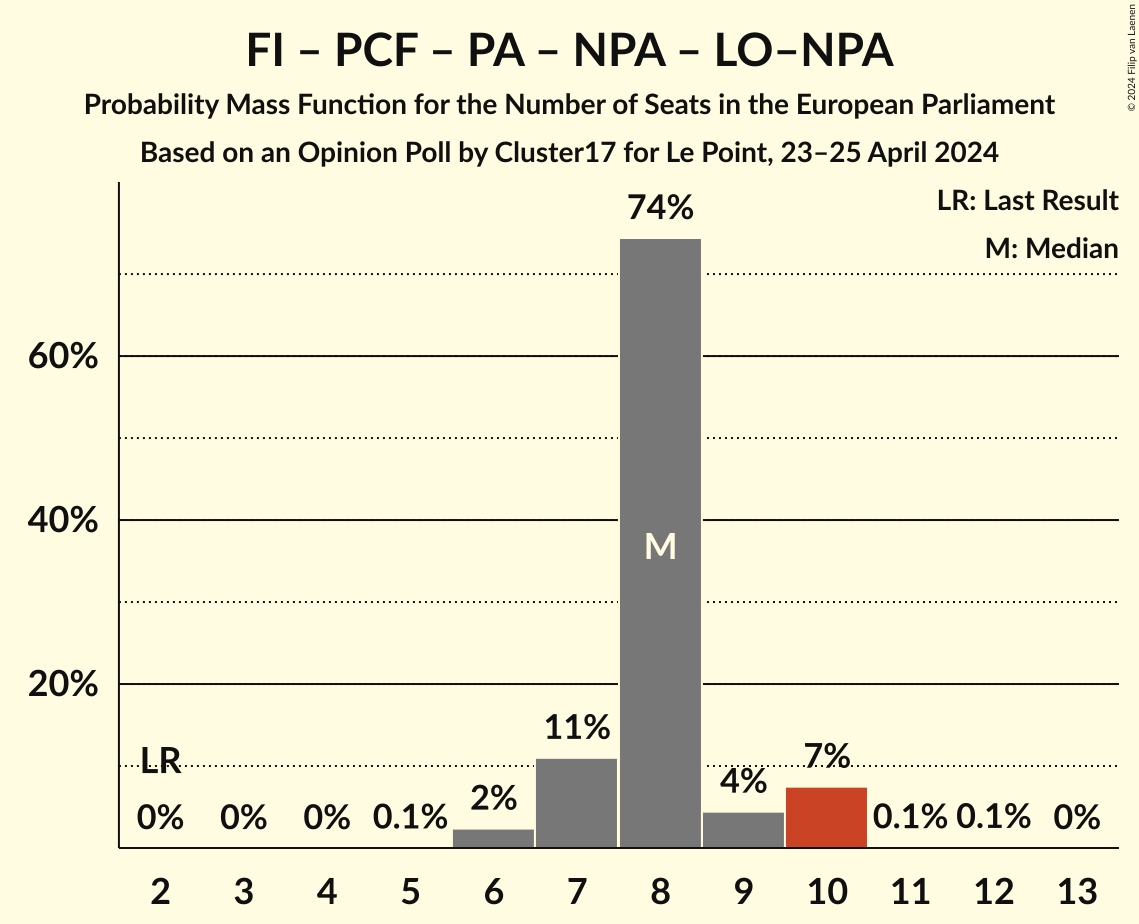 FI – PCF – PA – NPA – LO–NPA
Probability Mass Function for the Number of Seats in the European Parliament
Based on an Opinion Poll by Cluster17 for Le Point, 23–25 April 2024
© 2024 Filip van Laenen
LR: Last Result
M: Median
74%
60%
40%
M
20%
11%
LR
7%
4%
2%
0% 0% 0% 0.1% 0.1% 0.1% 0%
2 3 4 5 6 7 8 9 10 11 12 13